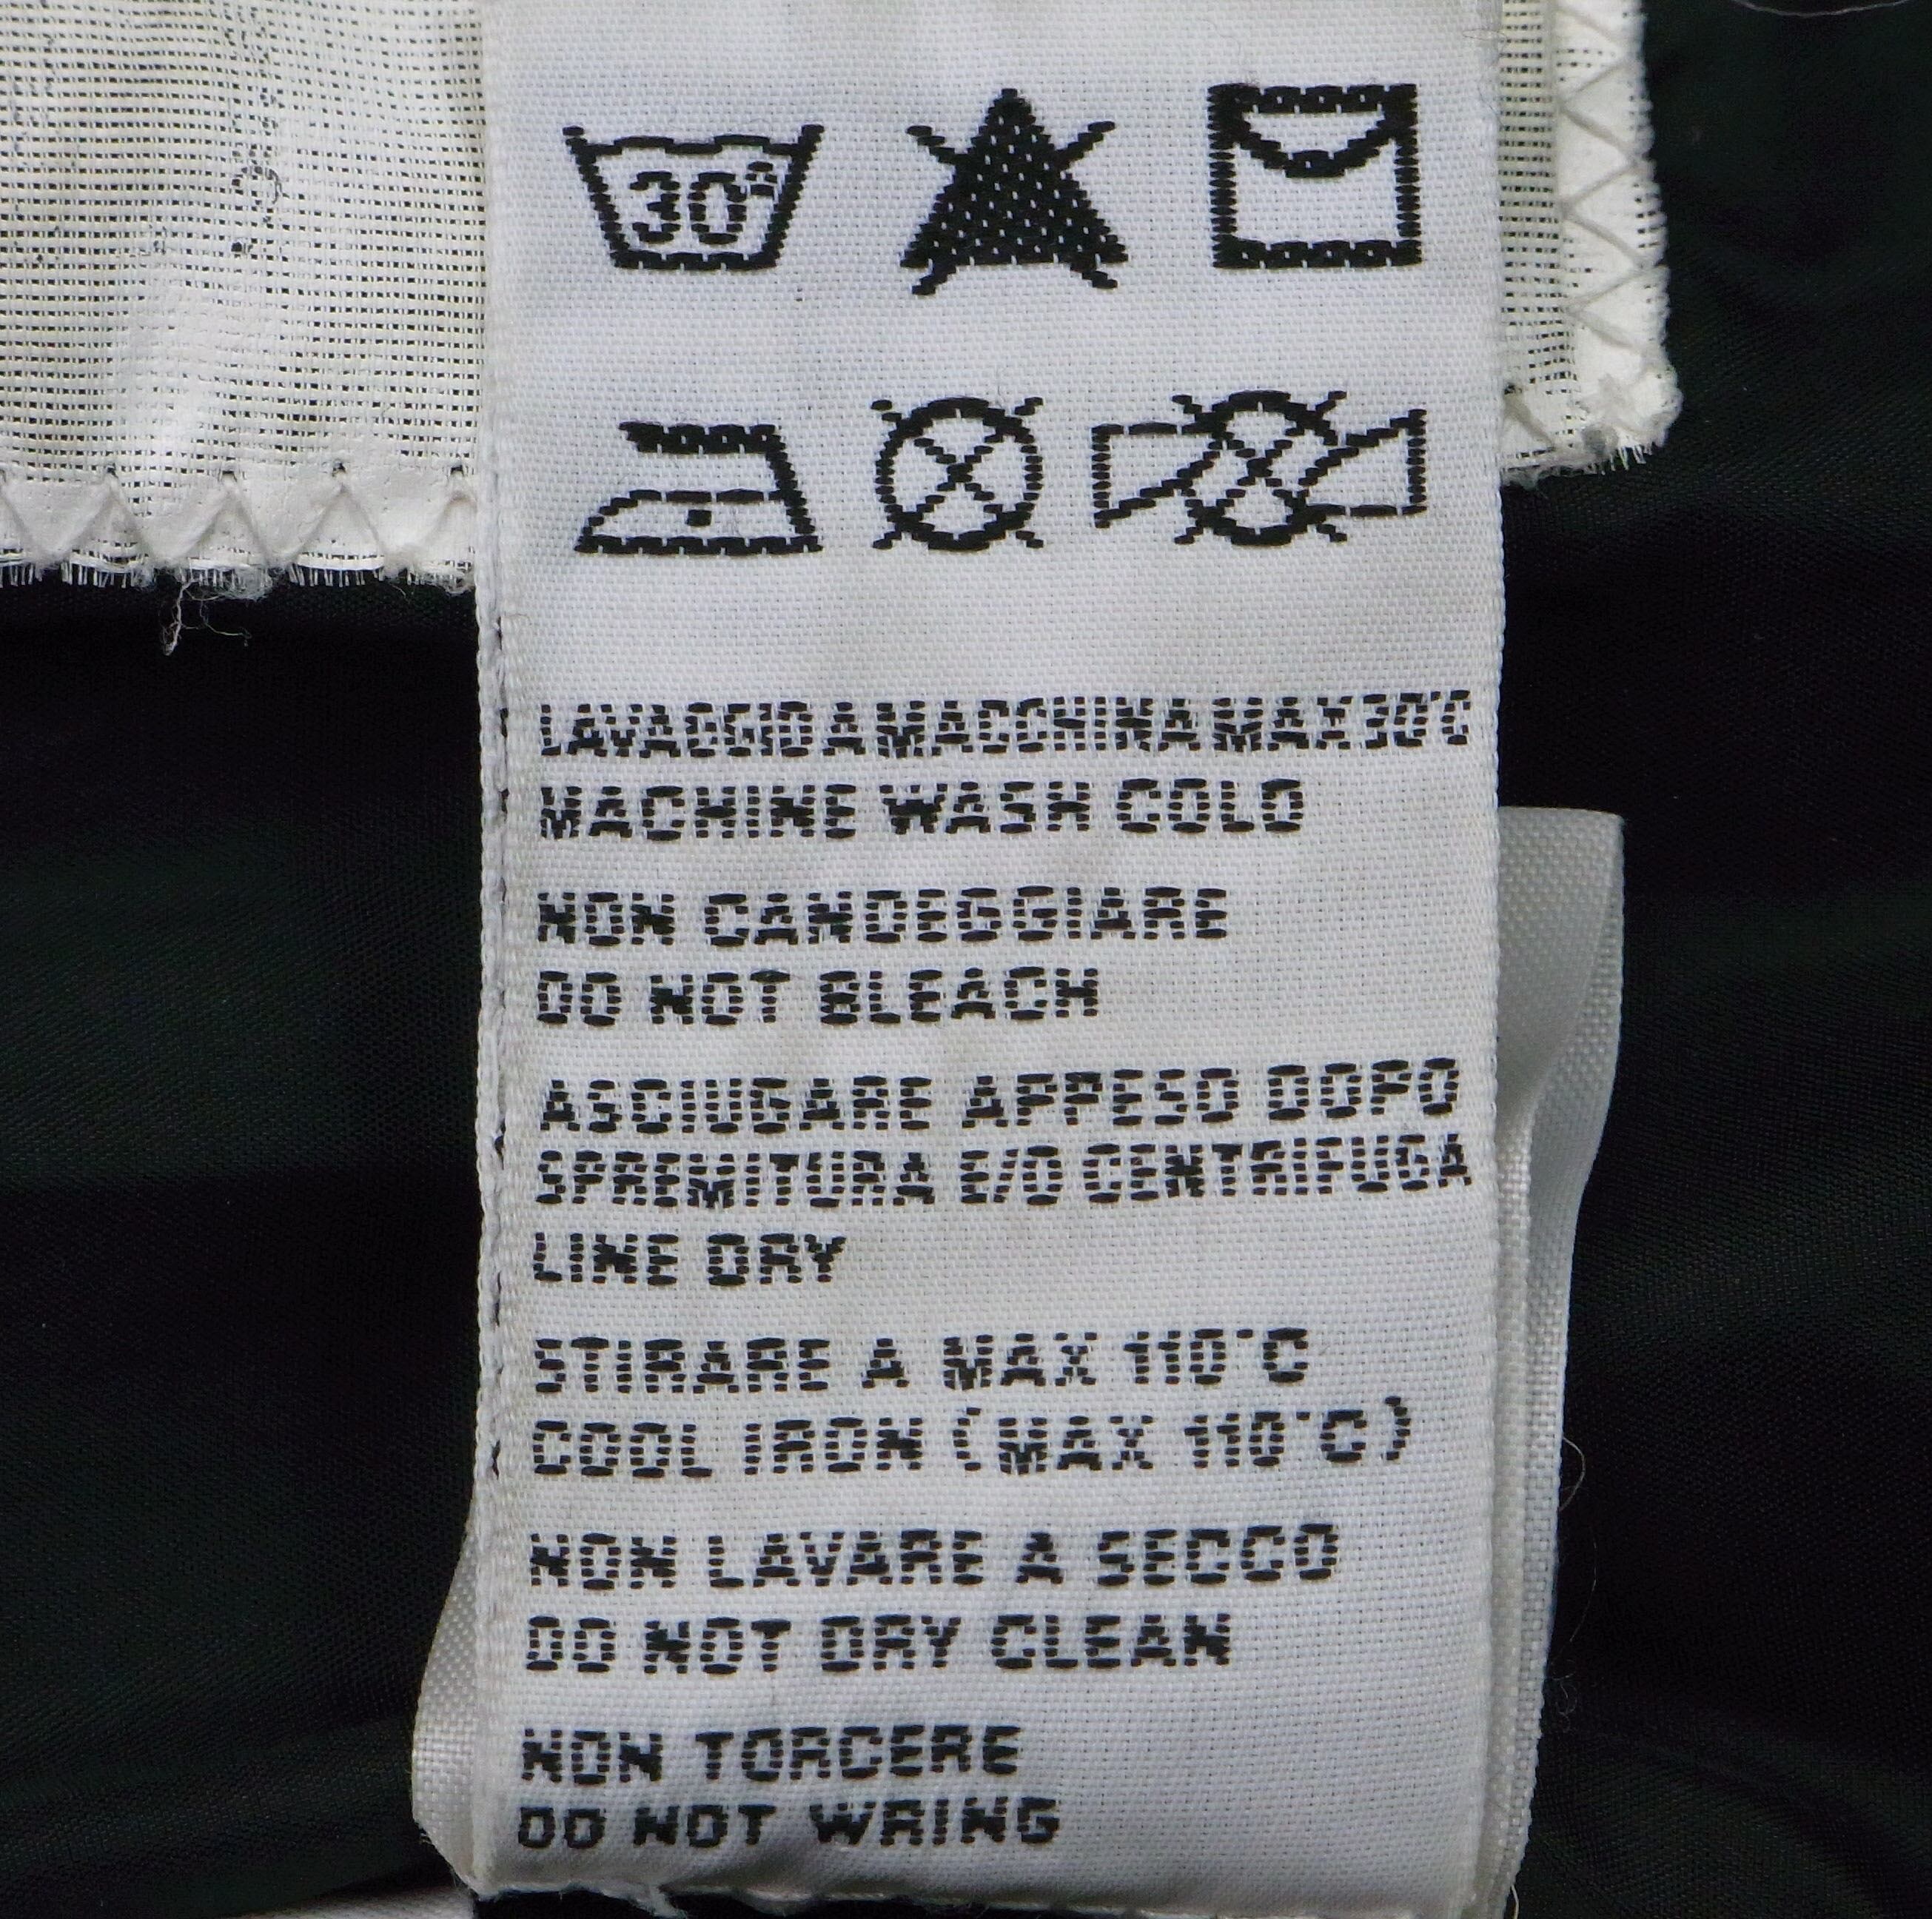 30°
LAVAGGIO A MACCHINA MAX 30°C
MACHINE WASH COLD
NON CANDEGGIARE
DO NOT BLEACH
ASCIUGARE APPESO DOPO
SPREMITURA E/O CENTRIFUGA
LINE DRY
STIRARE A MAX 110°C
COOL IRON (MAX 110°C)
NON LAVARE A SECCO
DO NOT DRY CLEAN
NON TORCERE
DO NOT WRING